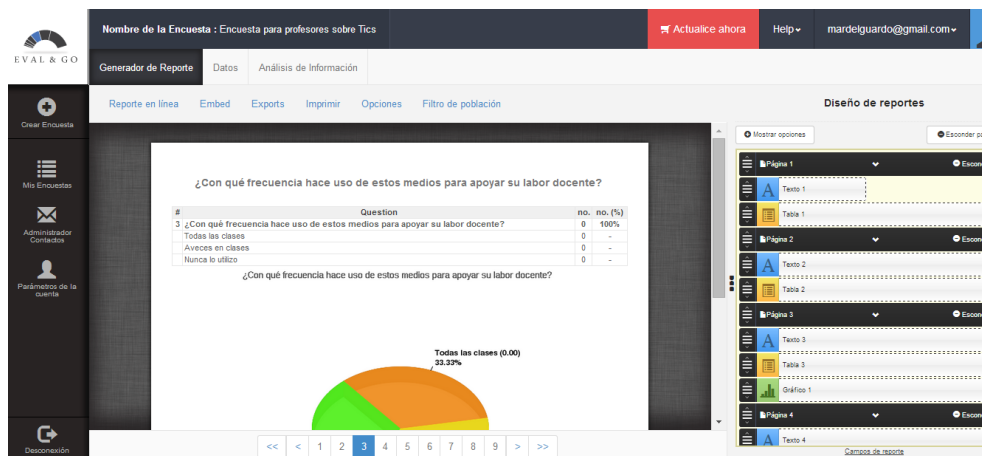 EVAL & GO
Nombre de la Encuesta : Encuesta para profesores sobre Tics
Actualice ahora
Help
mardelguardo@gmail.com
Generador de Reporte
Datos
Análisis de Información
Reporte en línea
Embed
Exports
Imprimir
Opciones
Filtro de población
Diseño de reportes
Crear Encuesta
Mis Encuestas
Administrador
Contactos
Parámetros de la
cuenta
Desconexión
¿Con qué frecuencia hace uso de estos medios para apoyar su labor docente?
# Question no. no. (%)
3 ¿Con qué frecuencia hace uso de estos medios para apoyar su labor docente? 0 100%
Todas las clases 0 -
Aveces en clases 0 -
Nunca lo utilizo 0 -
¿Con qué frecuencia hace uso de estos medios para apoyar su labor docente?
Todas las clases (0.00)
33.33%
<< < 1 2 3 4 5 6 7 8 9 > >>
Mostrar opciones
Esconder pa
Página 1 Escon
A Texto 1
Tabla 1
Página 2 Escon
A Texto 2
Tabla 2
Página 3 Escon
A Texto 3
Tabla 3
Gráfico 1
Página 4 Escon
A Texto 4
Campos de reporte